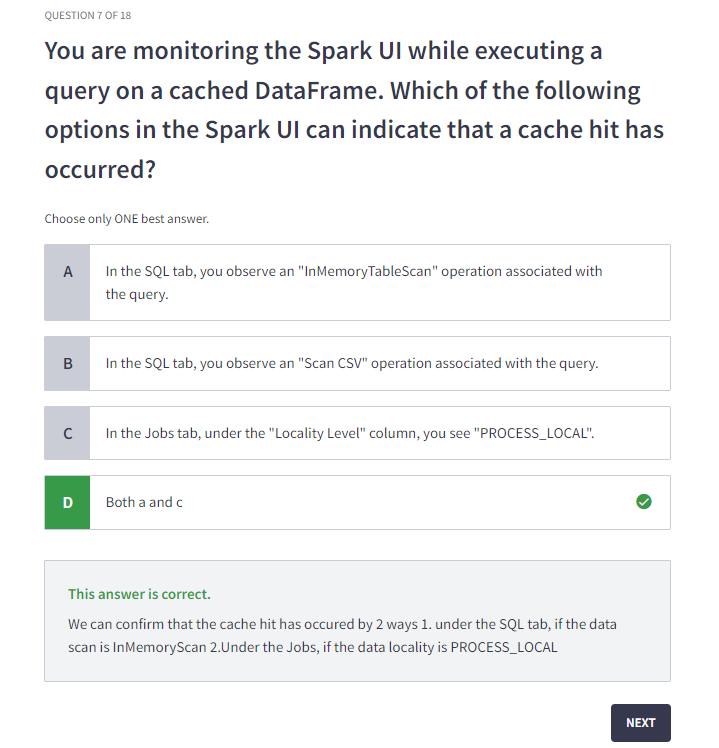 QUESTION 7 OF 18
You are monitoring the Spark UI while executing a
query on a cached DataFrame. Which of the following
options in the Spark UI can indicate that a cache hit has
occurred?
Choose only ONE best answer.
A
In the SQL tab, you observe an "InMemoryTableScan" operation associated with
the query.
B
In the SQL tab, you observe an "Scan CSV" operation associated with the query.
C
In the Jobs tab, under the "Locality Level" column, you see "PROCESS_LOCAL".
D
Both a and c
This answer is correct.
We can confirm that the cache hit has occured by 2 ways 1. under the SQL tab, if the data
scan is InMemoryScan 2.Under the Jobs, if the data locality is PROCESS_LOCAL
NEXT